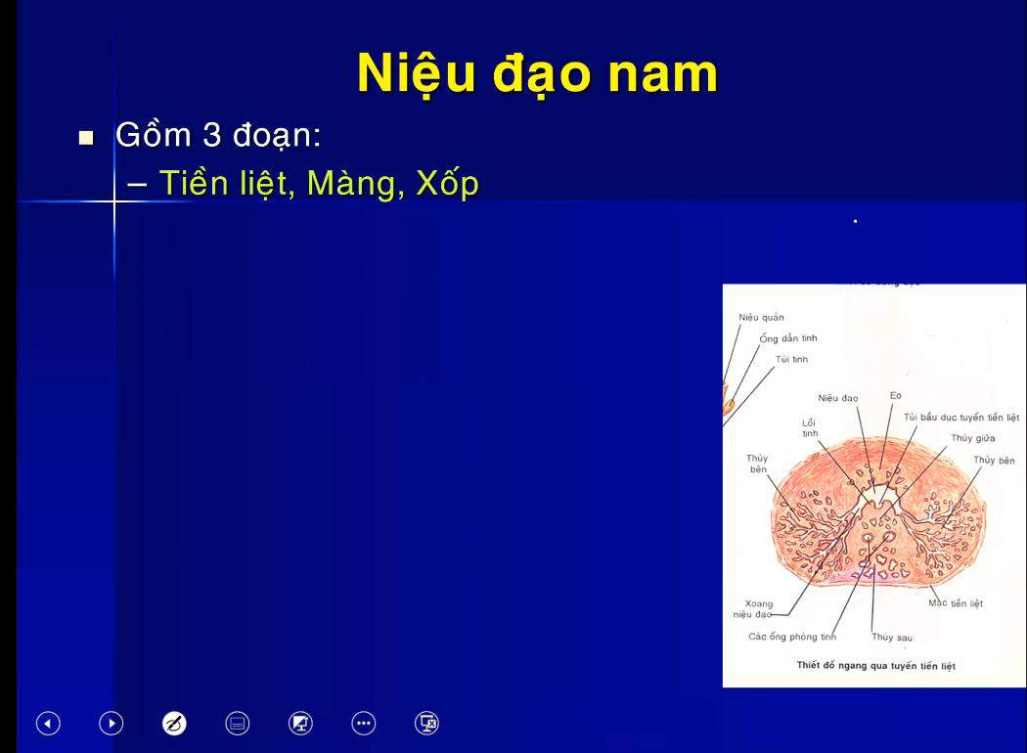 Niệu đạo nam
Gồm 3 đoạn:
– Tiền liệt, Màng, Xốp
Niệu quản
Ống dẫn tinh
Túi tinh
Niệu đạo
Eo
Túi bầu dục tuyến tiền liệt
Lồi
tinh
Thùy giữa
Thùy
bên
Thùy bên
Xoang
niệu đạo
Mạc tiền liệt
Các ống phóng tinh
Thùy sau
Thiết đồ ngang qua tuyến tiền liệt